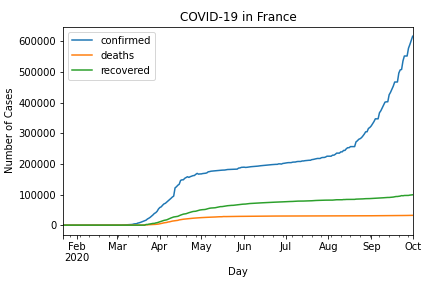 COVID-19 in France
confirmed
deaths
recovered
Number of Cases
600000
500000
400000
300000
200000
100000
0
Feb Mar Apr May Jun Jul Aug Sep Oct
2020
Day